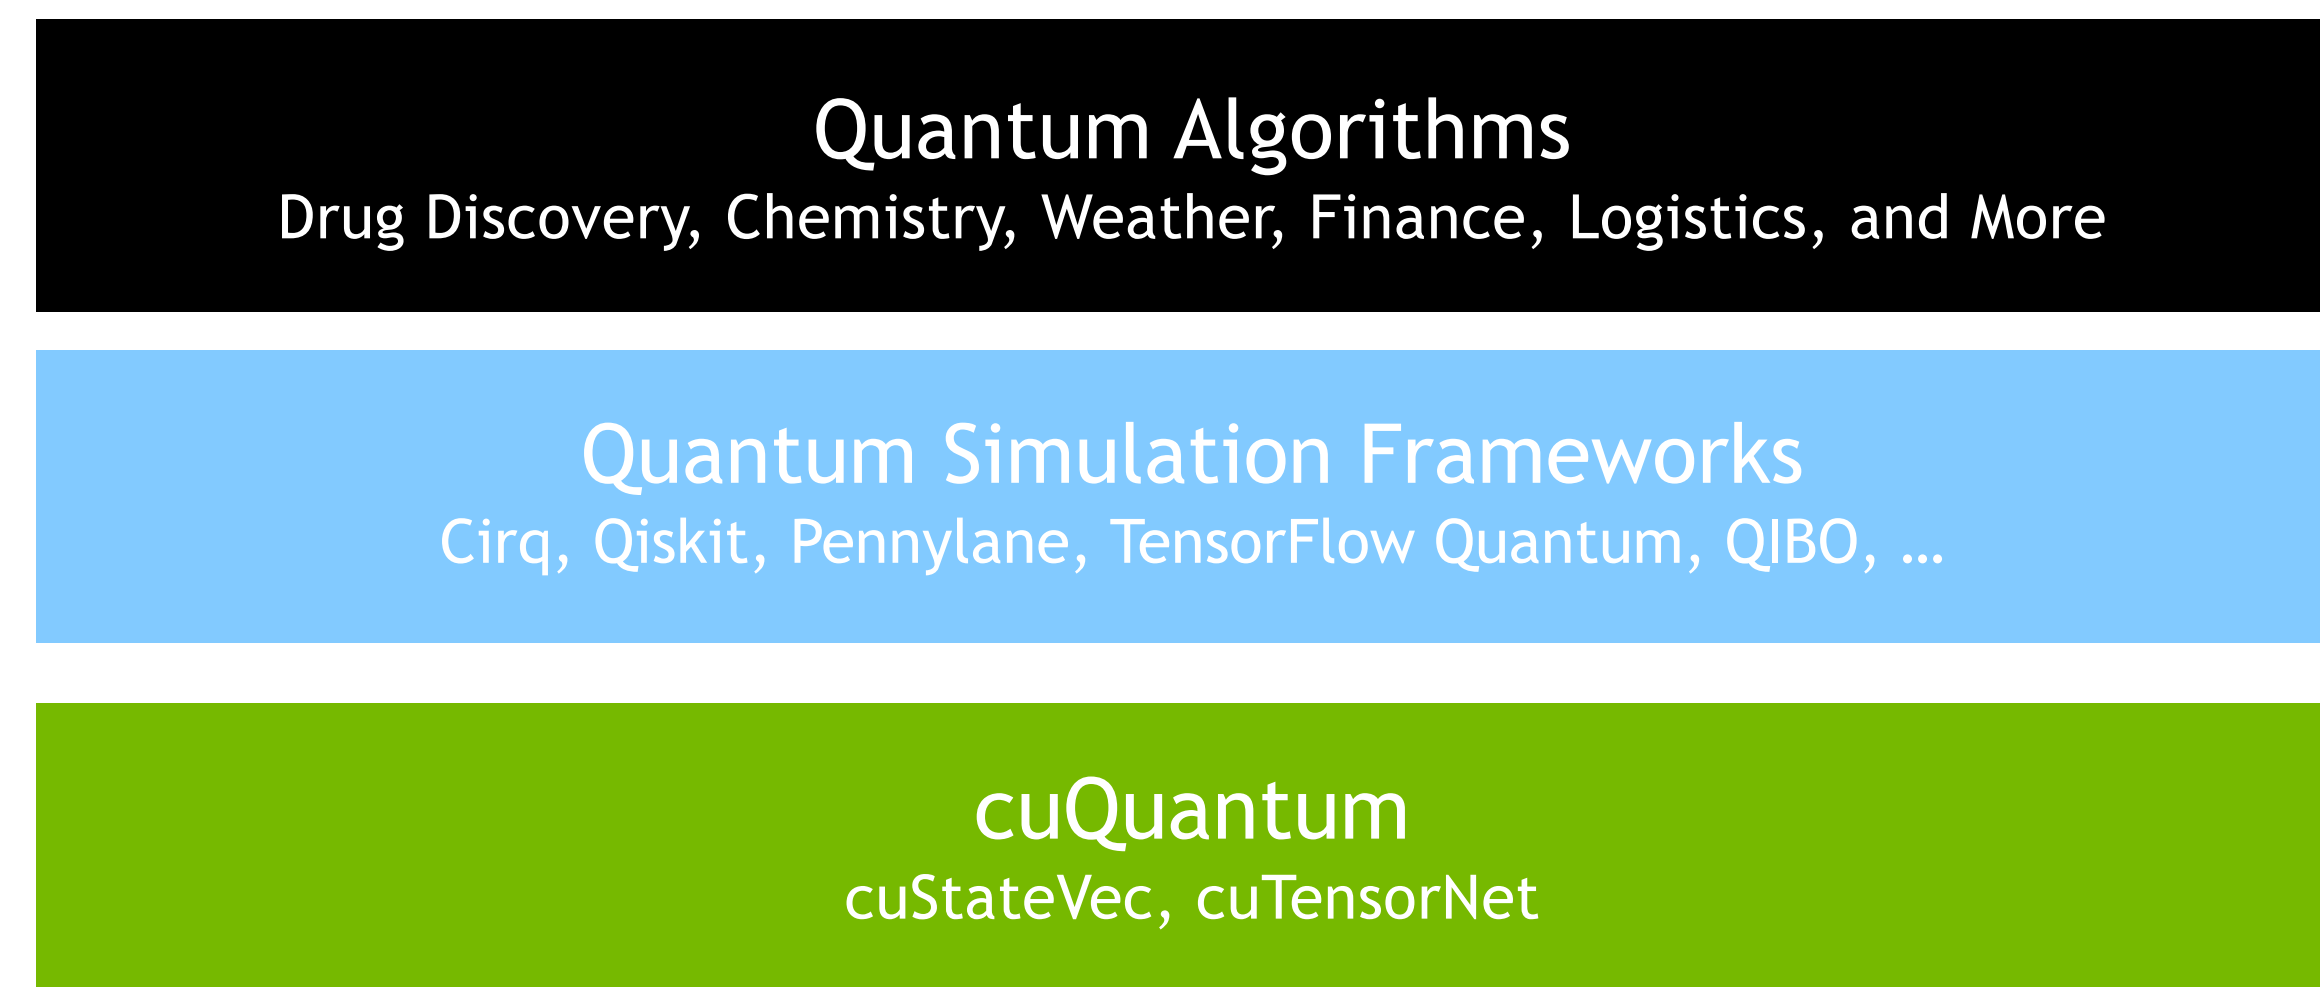 Quantum Algorithms
Drug Discovery, Chemistry, Weather, Finance, Logistics, and More
Quantum Simulation Frameworks
Cirq, Qiskit, Pennylane, TensorFlow Quantum, QIBO, …
cuQuantum
cuStateVec, cuTensorNet